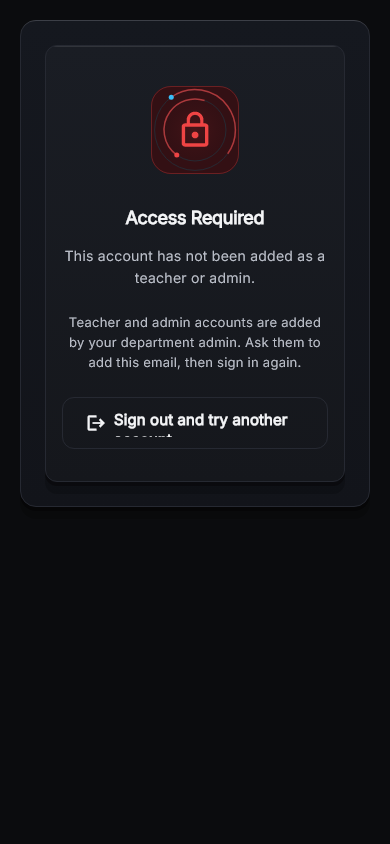 Access Required
This account has not been added as a
teacher or admin.
Teacher and admin accounts are added
by your department admin. Ask them to
add this email, then sign in again.
Sign out and try another
account